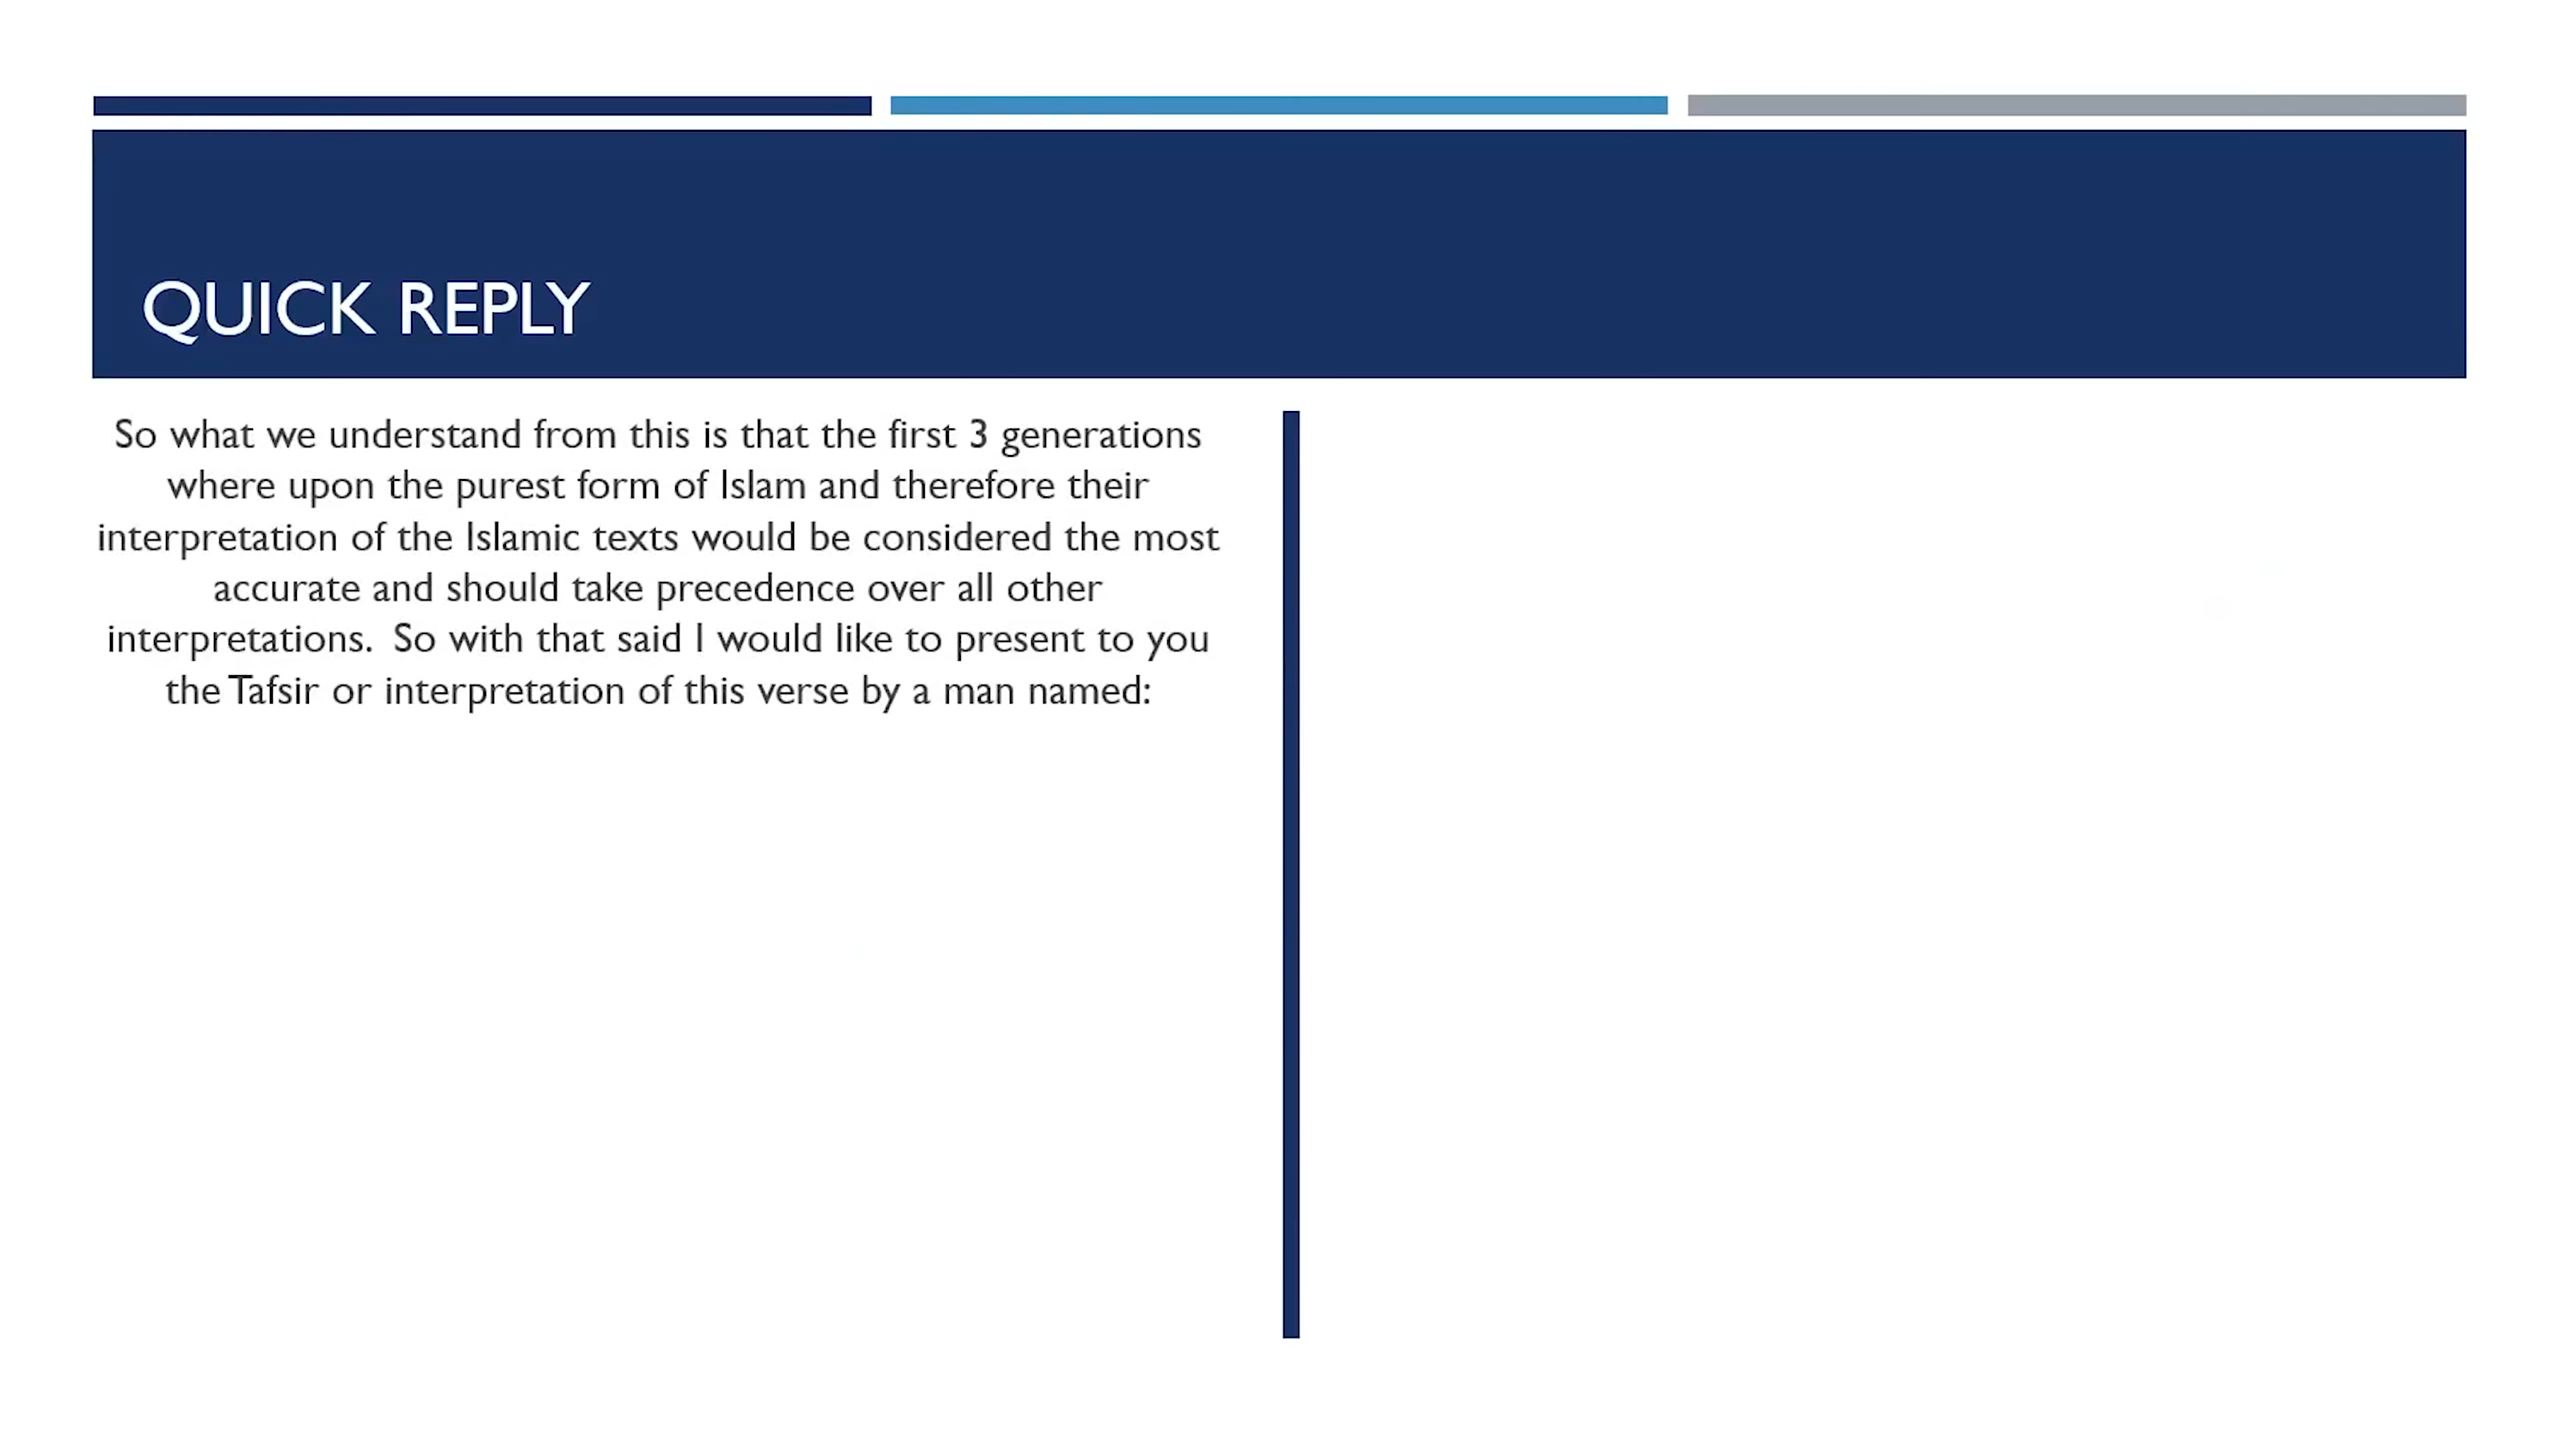 QUICK REPLY
So what we understand from this is that the first 3 generations
where upon the purest form of Islam and therefore their
interpretation of the Islamic texts would be considered the most
accurate and should take precedence over all other
interpretations.  So with that said I would like to present to you
the Tafsir or interpretation of this verse by a man named: